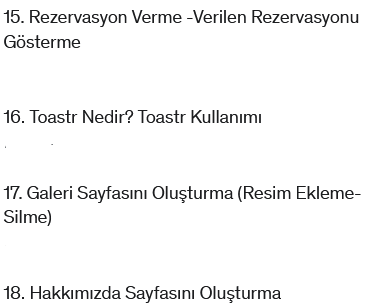 15. Rezervasyon Verme -Verilen Rezervasyonu
Gösterme
16. Toastr Nedir? Toastr Kullanımı
17. Galeri Sayfasını Oluşturma (Resim Ekleme-
Silme)
18. Hakkımızda Sayfasını Oluşturma